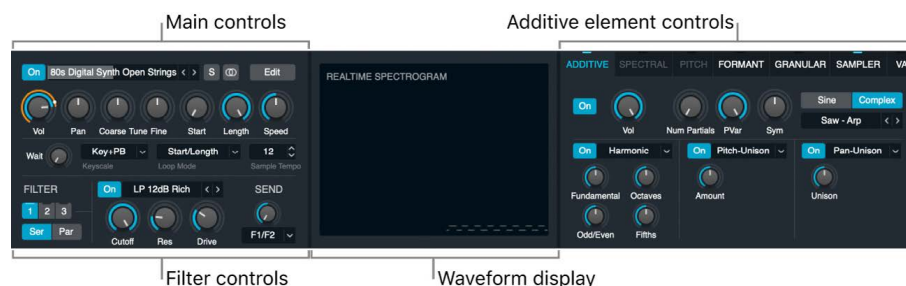 Main controls
Additive element controls
On 80s Digital Synth Open Strings < > S Edit
Vol Pan Coarse Tune Fine Start Length Speed
Wait Key+PB Start/Length 12
Keyscale Loop Mode Sample Tempo
FILTER On LP 12dB Rich < > SEND
1 2 3
Ser Par
Cutoff Res Drive F1/F2
REALTIME SPECTROGRAM
ADDITIVE SPECTRAL PITCH FORMANT GRANULAR SAMPLER VA
On Sine Complex
Saw - Arp < >
Vol Num Partials PVar Sym
On Harmonic On Pitch-Unison On Pan-Unison
Fundamental Octaves Amount Unison
Odd/Even Fifths
Filter controls
Waveform display